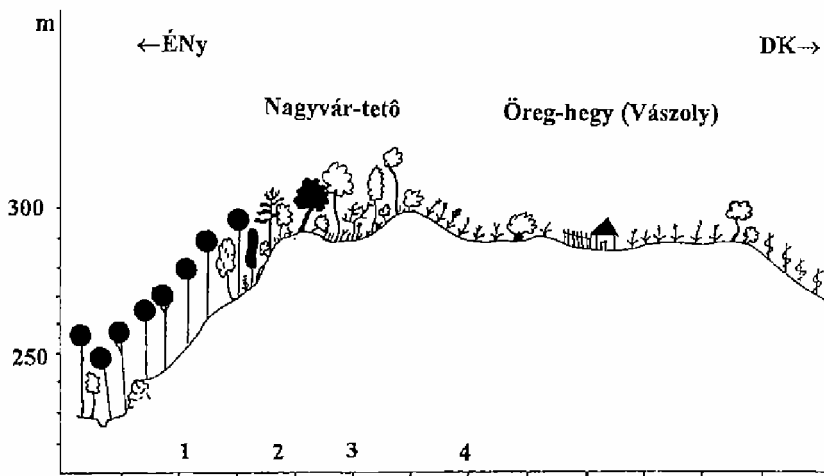 m
←ÉNy DK→
Nagyvár-tetô Öreg-hegy (Vászoly)
300
250
1 2 3 4